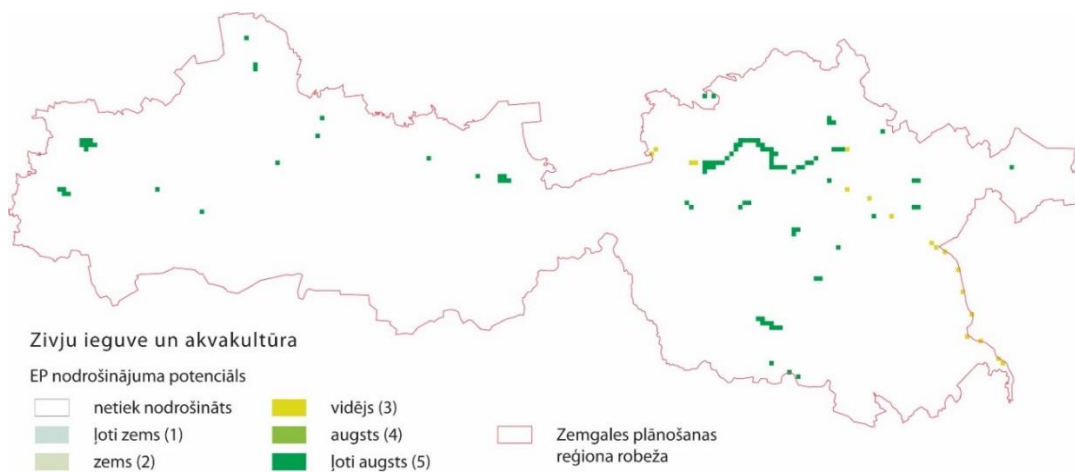 Zivju ieguve un akvakultūra
EP nodrošinājuma potenciāls
netiek nodrošināts
ļoti zems (1)
zems (2)
vidējs (3)
augsts (4)
ļoti augsts (5)
Zemgales plānošanas
reģiona robeža